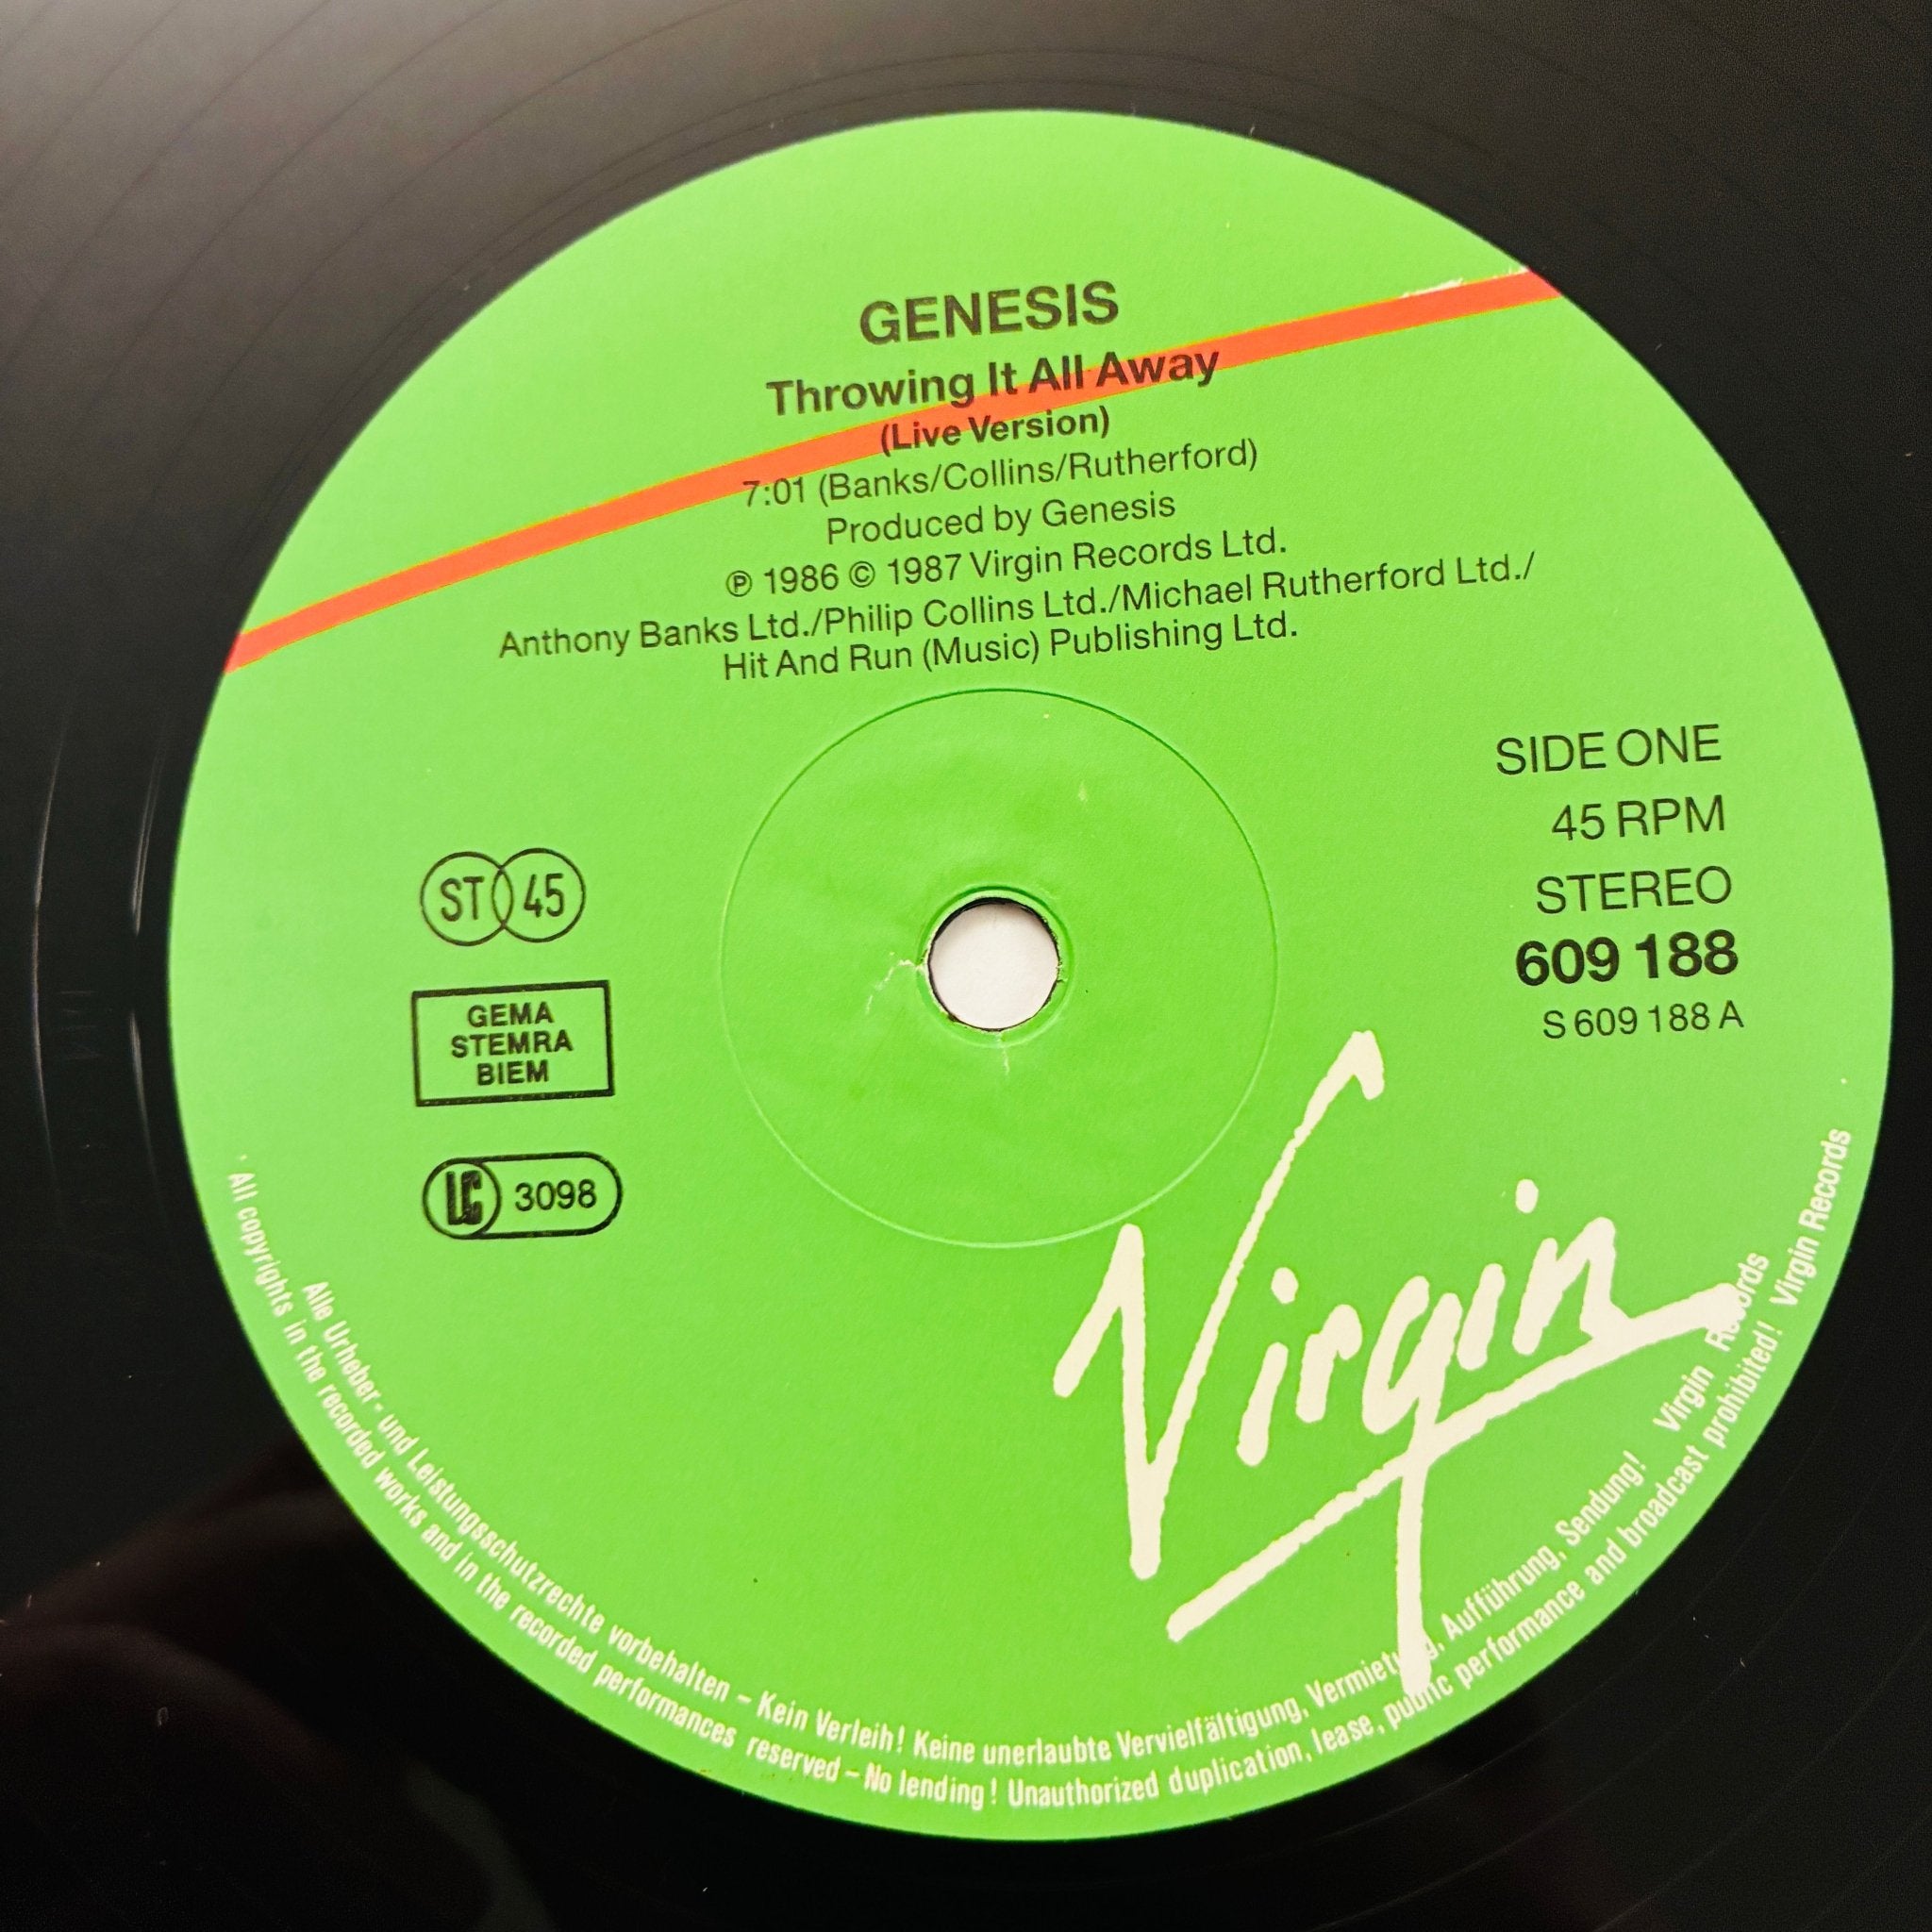 GENESIS
Throwing It All Away
(Live Version)
7:01 (Banks/Collins/Rutherford)
Produced by Genesis
℗ 1986 © 1987 Virgin Records Ltd.
Anthony Banks Ltd./Philip Collins Ltd./Michael Rutherford Ltd./
Hit And Run (Music) Publishing Ltd.
SIDE ONE
45 RPM
STEREO
609 188
S 609 188 A
ST 45
GEMA
STEMRA
BIEM
LC 3098
Virgin
Alle Urheber- und Leistungsschutzrechte vorbehalten – Kein Verleih! Keine unerlaubte Vervielfältigung, Vermietung, Aufführung, Sendung! Virgin Records
All copyrights in the recorded works and in the recorded performances reserved – No lending! Unauthorized duplication, lease, public performance and broadcast prohibited! Virgin Records